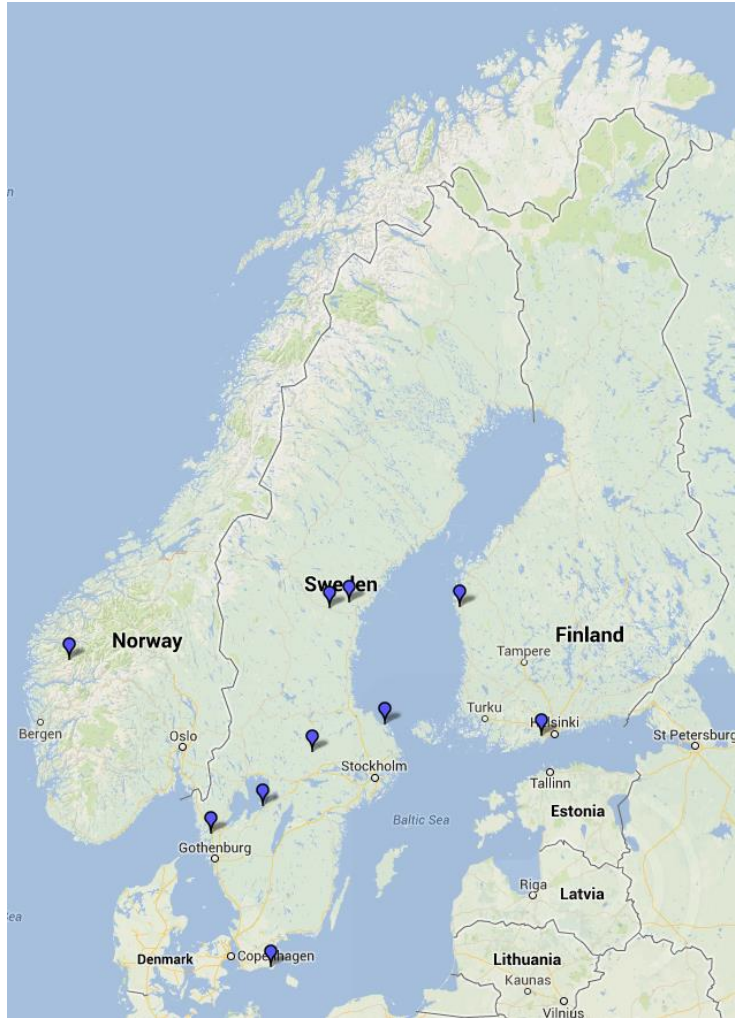 Sweden
Norway
Finland
Tampere
Bergen
Oslo
Turku
Helsinki
St Petersburg
Stockholm
Tallinn
Baltic Sea
Estonia
Gothenburg
Riga
Latvia
Denmark
Copenhagen
Lithuania
Kaunas
Vilnius